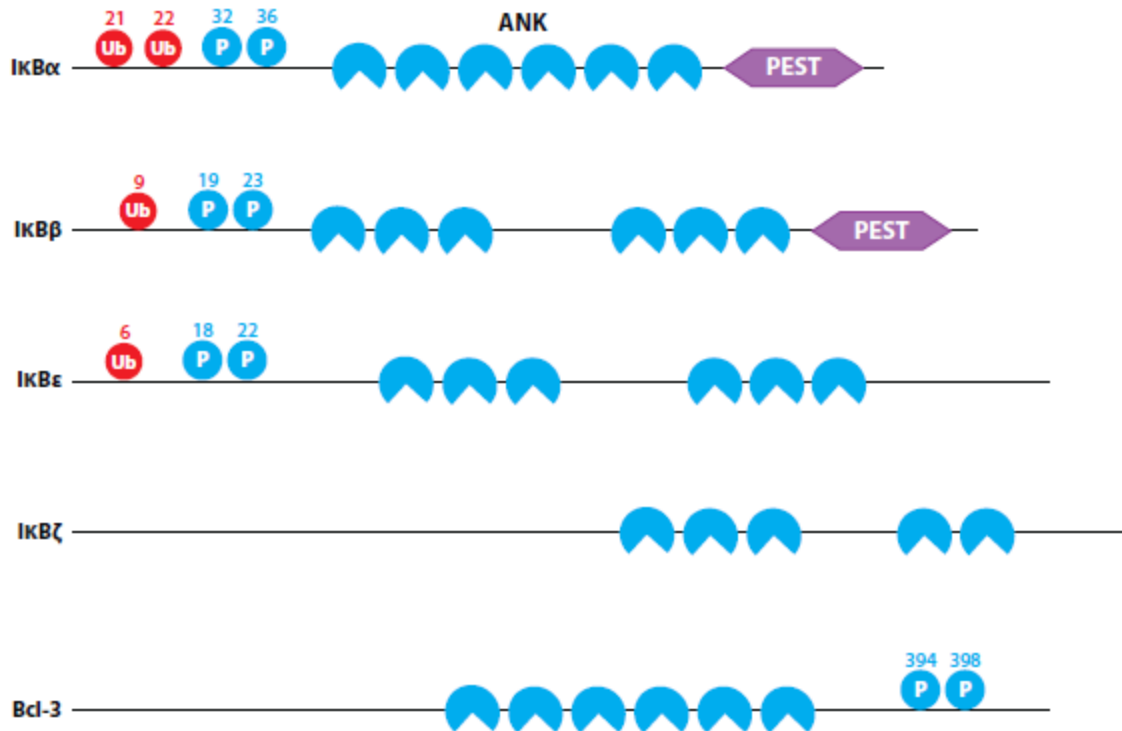 21 22 32 36 ANK
Ub Ub P P
IκBα PEST
9 19 23
Ub P P
IκBβ PEST
6 18 22
Ub P P
IκBε
IκBζ
394 398
P P
Bcl-3